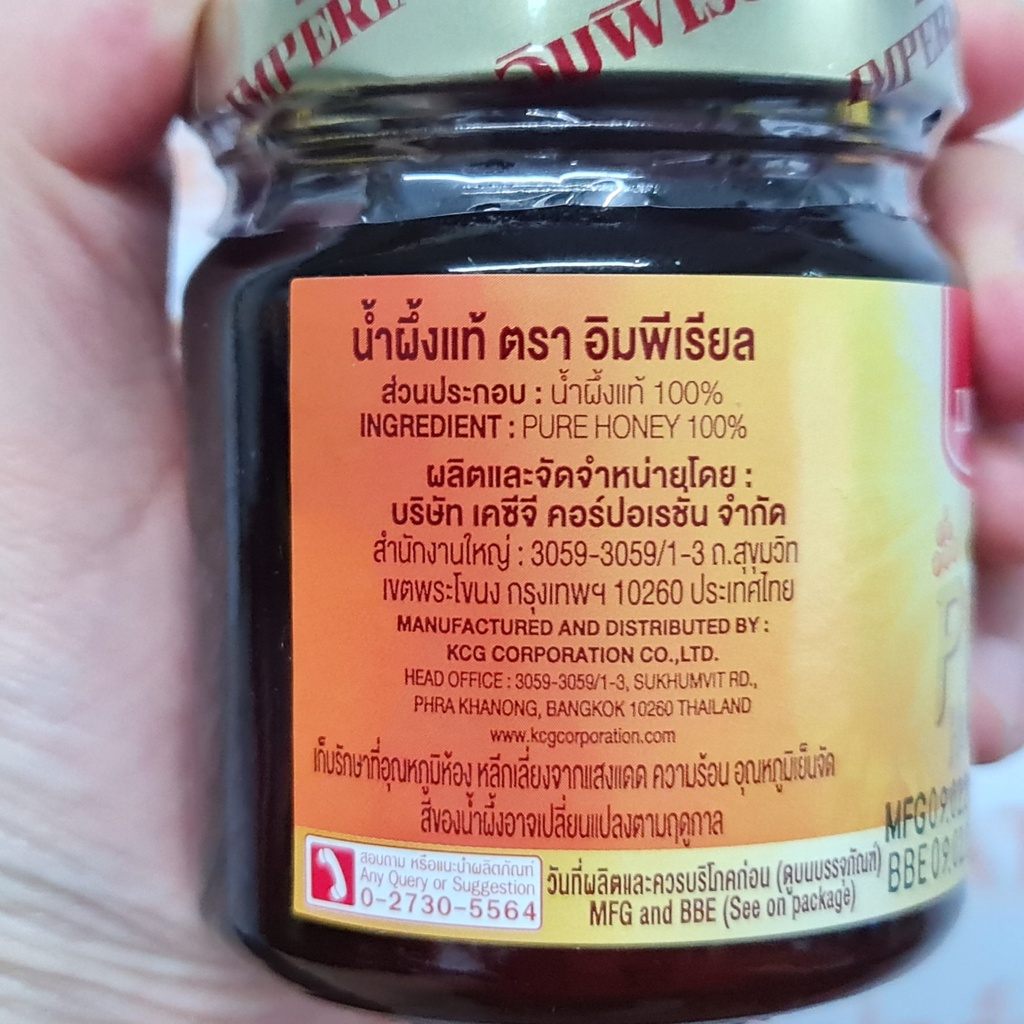 อิมพีเรียล
น้ำผึ้งแท้ ตรา อิมพีเรียล
ส่วนประกอบ : น้ำผึ้งแท้ 100%
INGREDIENT : PURE HONEY 100%
ผลิตและจัดจำหน่ายโดย :
บริษัท เคซีจี คอร์ปอเรชั่น จำกัด
สำนักงานใหญ่ : 3059-3059/1-3 ถ.สุขุมวิท
เขตพระโขนง กรุงเทพฯ 10260 ประเทศไทย
MANUFACTURED AND DISTRIBUTED BY :
KCG CORPORATION CO.,LTD.
HEAD OFFICE : 3059-3059/1-3, SUKHUMVIT RD.,
PHRA KHANONG, BANGKOK 10260 THAILAND
www.kcgcorporation.com
เก็บรักษาที่อุณหภูมิห้อง หลีกเลี่ยงจากแสงแดด ความร้อน อุณหภูมิเย็นจัด
สีของน้ำผึ้งอาจเปลี่ยนแปลงตามฤดูกาล
สอบถาม หรือแนะนำผลิตภัณฑ์
Any Query or Suggestion
0-2730-5564
วันที่ผลิตและควรบริโภคก่อน (ดูบนบรรจุภัณฑ์)
MFG and BBE (See on package)
MFG 09.02
BBE 09.02